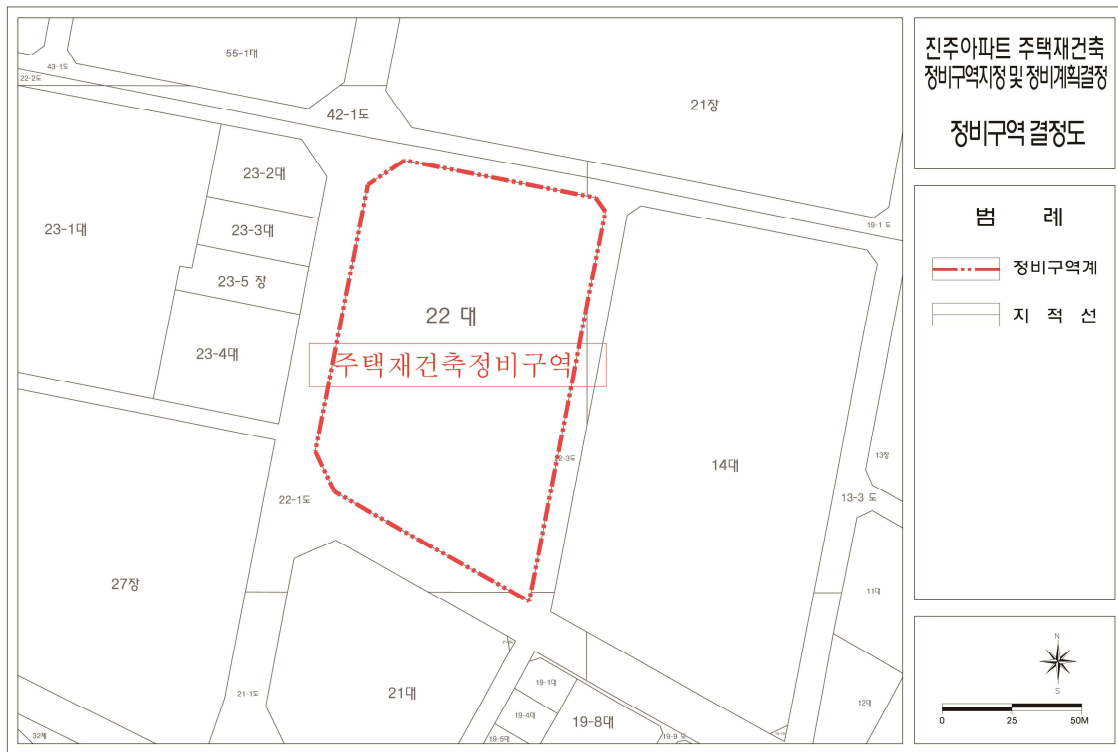 진주아파트 주택재건축
정비구역지정 및 정비계획결정
정비구역 결정도
범 례
정비구역계
지 적 선
N
S
0 25 50M
55-1대
43-1도
22-2도
42-1도
21장
23-2대
23-1대
23-3대
19-1 도
23-5 장
22 대
23-4대
주택재건축정비구역
14대
13장
22-1도
13-3 도
27장
11대
21-1도
21대
19-1대
12대
19-4대
19-8대
19-5대
19-9 도